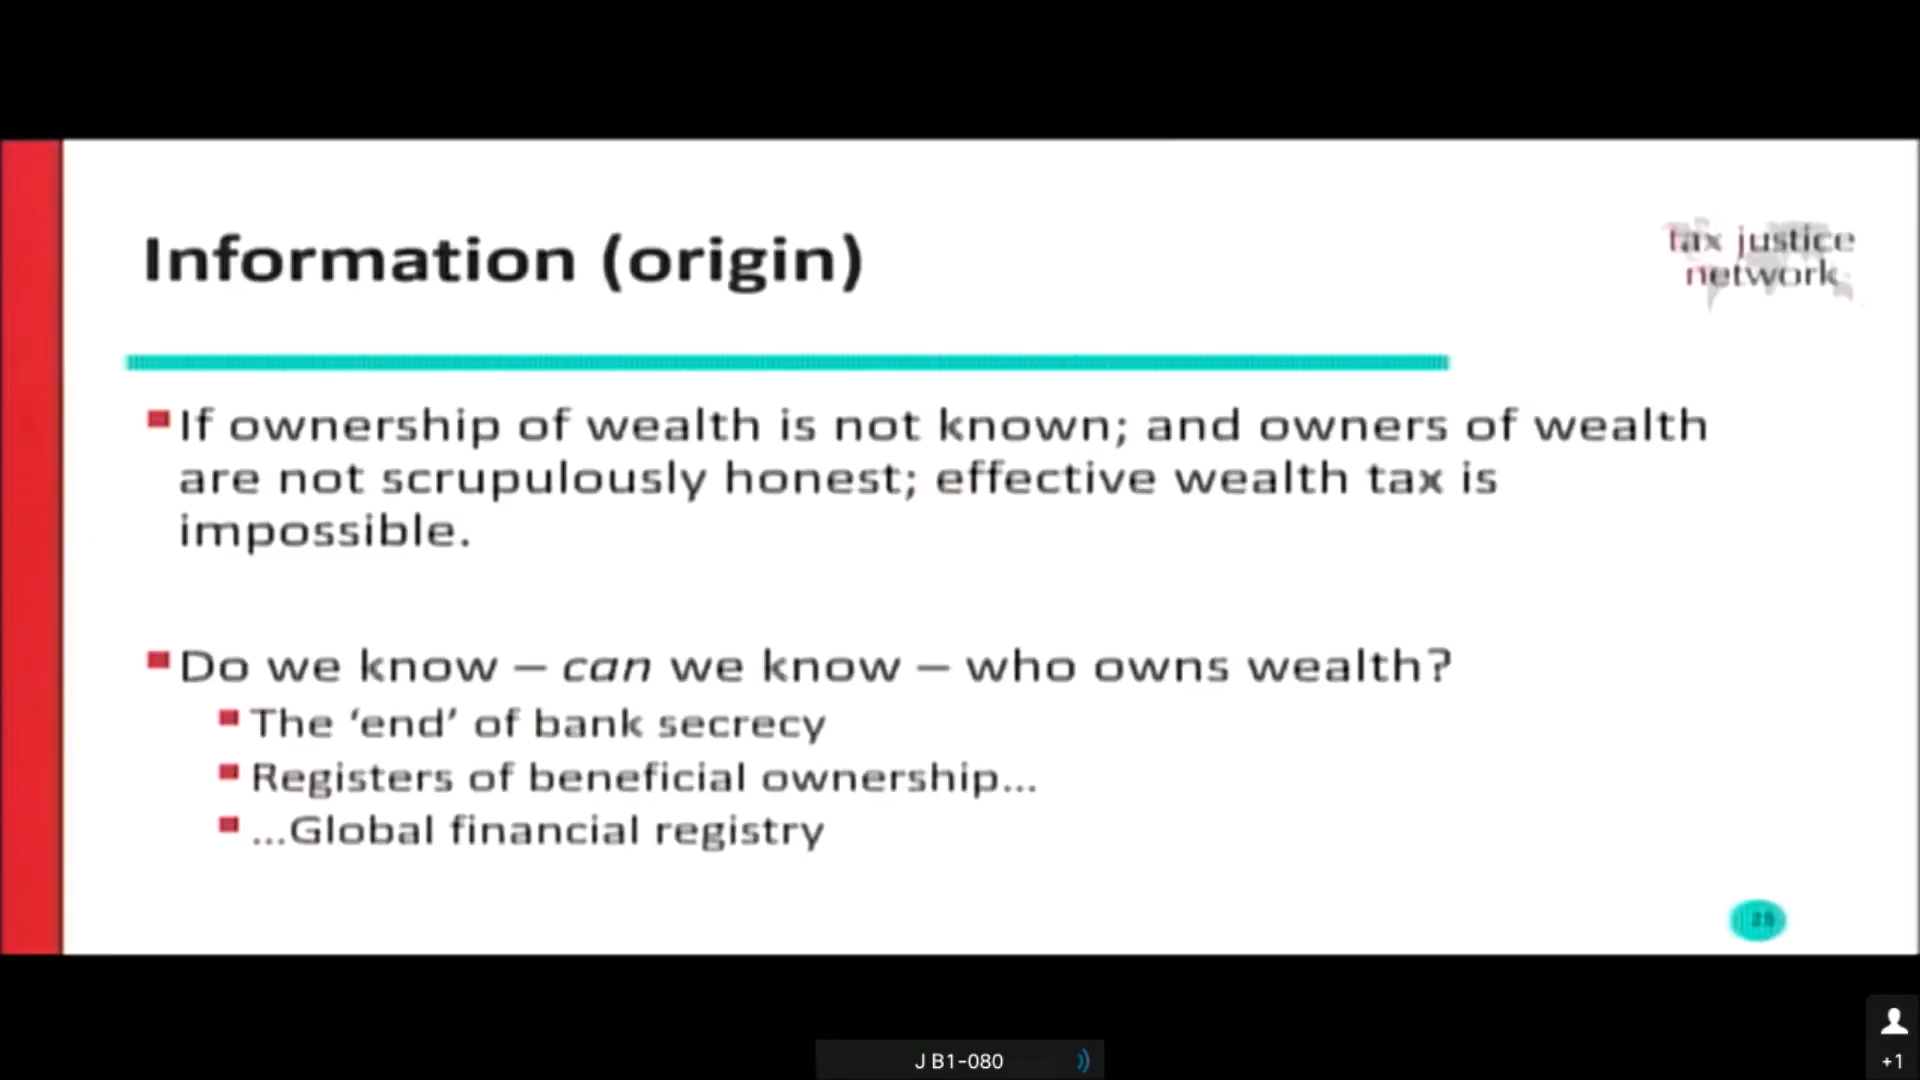 Information (origin)
tax justice
network
If ownership of wealth is not known; and owners of wealth
are not scrupulously honest; effective wealth tax is
impossible.
Do we know – can we know – who owns wealth?
The ‘end’ of bank secrecy
Registers of beneficial ownership...
...Global financial registry
J B1-080
+1